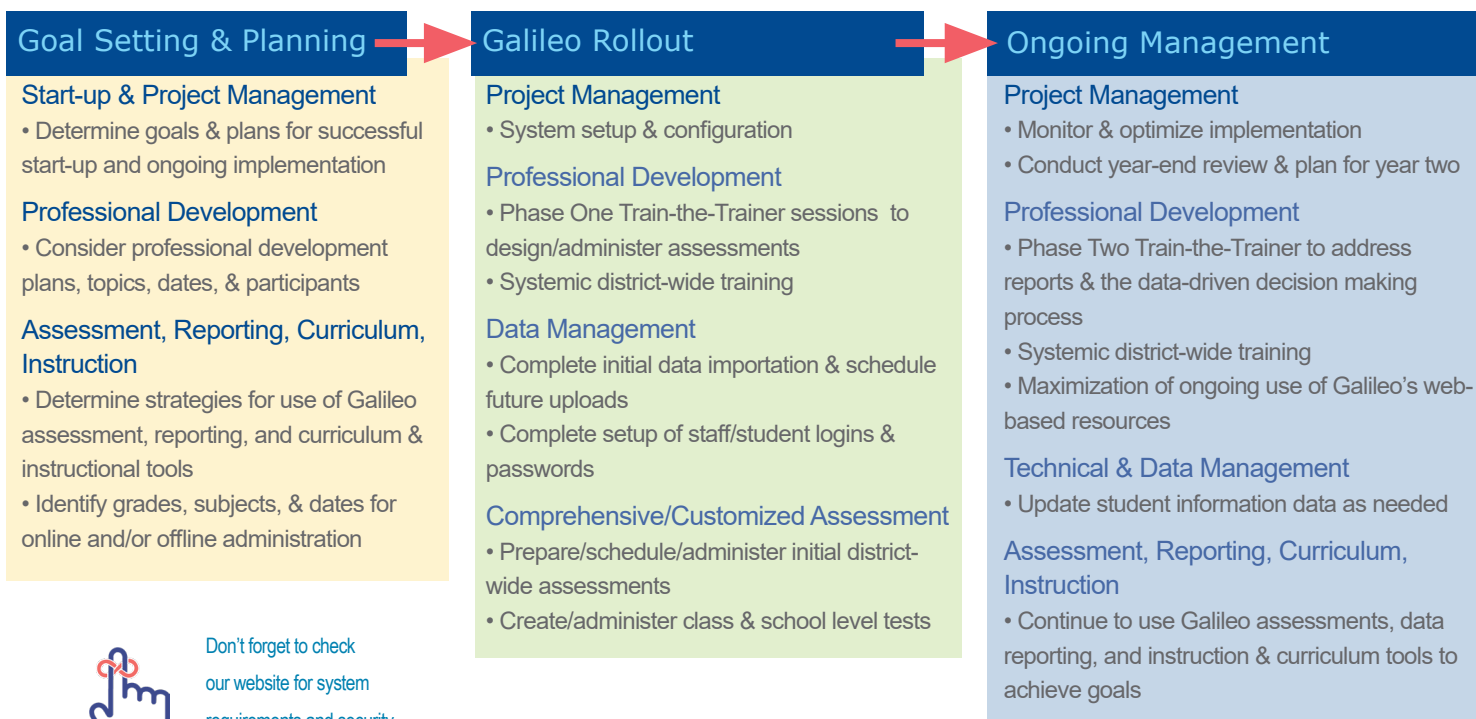 Goal Setting & Planning
Start-up & Project Management
• Determine goals & plans for successful
start-up and ongoing implementation
Professional Development
• Consider professional development
plans, topics, dates, & participants
Assessment, Reporting, Curriculum,
Instruction
• Determine strategies for use of Galileo
assessment, reporting, and curriculum &
instructional tools
• Identify grades, subjects, & dates for
online and/or offline administration
Don't forget to check
our website for system
requirements and security
Galileo Rollout
Project Management
• System setup & configuration
Professional Development
• Phase One Train-the-Trainer sessions to
design/administer assessments
• Systemic district-wide training
Data Management
• Complete initial data importation & schedule
future uploads
• Complete setup of staff/student logins &
passwords
Comprehensive/Customized Assessment
• Prepare/schedule/administer initial district-
wide assessments
• Create/administer class & school level tests
Ongoing Management
Project Management
• Monitor & optimize implementation
• Conduct year-end review & plan for year two
Professional Development
• Phase Two Train-the-Trainer to address
reports & the data-driven decision making
process
• Systemic district-wide training
• Maximization of ongoing use of Galileo's web-
based resources
Technical & Data Management
• Update student information data as needed
Assessment, Reporting, Curriculum,
Instruction
• Continue to use Galileo assessments, data
reporting, and instruction & curriculum tools to
achieve goals